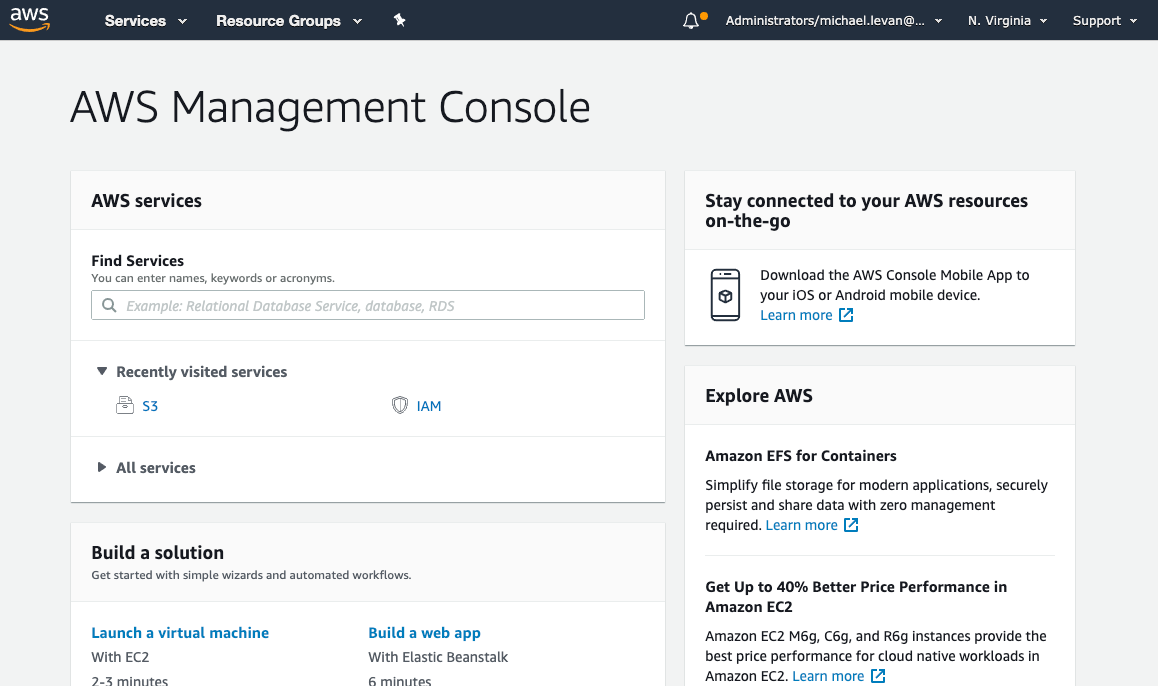 aws
Services
Resource Groups
Administrators/michael.levan@...
N. Virginia
Support
AWS Management Console
AWS services
Find Services
You can enter names, keywords or acronyms.
Example: Relational Database Service, database, RDS
Recently visited services
S3
IAM
All services
Build a solution
Get started with simple wizards and automated workflows.
Launch a virtual machine
With EC2
2-3 minutes
Build a web app
With Elastic Beanstalk
6 minutes
Stay connected to your AWS resources
on-the-go
Download the AWS Console Mobile App to
your iOS or Android mobile device.
Learn more
Explore AWS
Amazon EFS for Containers
Simplify file storage for modern applications, securely
persist and share data with zero management
required. Learn more
Get Up to 40% Better Price Performance in
Amazon EC2
Amazon EC2 M6g, C6g, and R6g instances provide the
best price performance for cloud native workloads in
Amazon EC2. Learn more